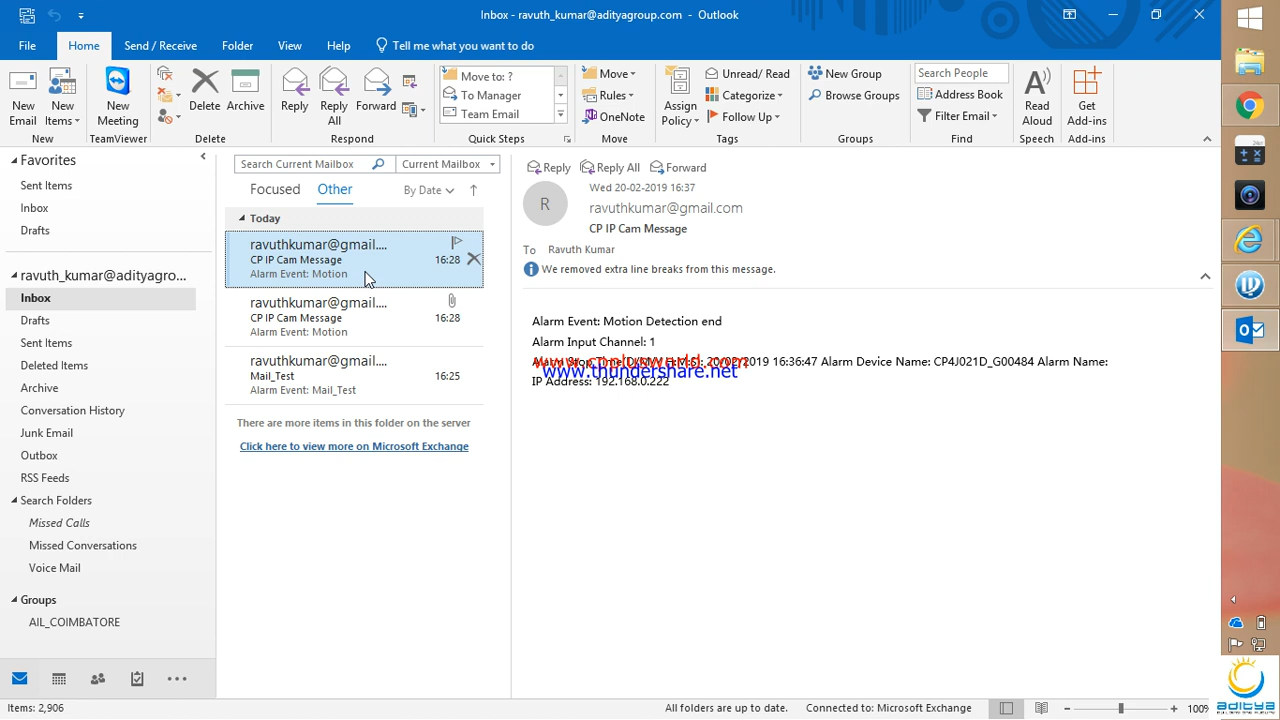 Inbox - ravuth_kumar@adityagroup.com - Outlook
File Home Send / Receive Folder View Help Tell me what you want to do
New Email
New Items
New Meeting
Delete
Archive
Reply
Reply All
Forward
Move to: ?
To Manager
Team Email
Move
Rules
OneNote
Assign Policy
Unread/ Read
Categorize
Follow Up
New Group
Browse Groups
Search People
Address Book
Filter Email
Read Aloud
Get Add-ins
New TeamViewer Delete Respond Quick Steps Move Tags Groups Find Speech Add-ins
Favorites
Sent Items
Inbox
Drafts
ravuth_kumar@adityagro...
Inbox
Drafts
Sent Items
Deleted Items
Archive
Conversation History
Junk Email
Outbox
RSS Feeds
Search Folders
Missed Calls
Missed Conversations
Voice Mail
Groups
AIL_COIMBATORE
Search Current Mailbox Current Mailbox
Focused Other By Date
Today
ravuthkumar@gmail....
CP IP Cam Message 16:28
Alarm Event: Motion
ravuthkumar@gmail....
CP IP Cam Message 16:28
Alarm Event: Motion
ravuthkumar@gmail....
Mail_Test 16:25
Alarm Event: Mail_Test
There are more items in this folder on the server
Click here to view more on Microsoft Exchange
Reply Reply All Forward
Wed 20-02-2019 16:37
R
ravuthkumar@gmail.com
CP IP Cam Message
To Ravuth Kumar
We removed extra line breaks from this message.
Alarm Event: Motion Detection end
Alarm Input Channel: 1
20/02/2019 16:36:47 Alarm Device Name: CP4J021D_G00484 Alarm Name:
www.thundershare.net
IP Address: 192.168.0.222
Items: 2,906 All folders are up to date. Connected to: Microsoft Exchange 100%
aditya